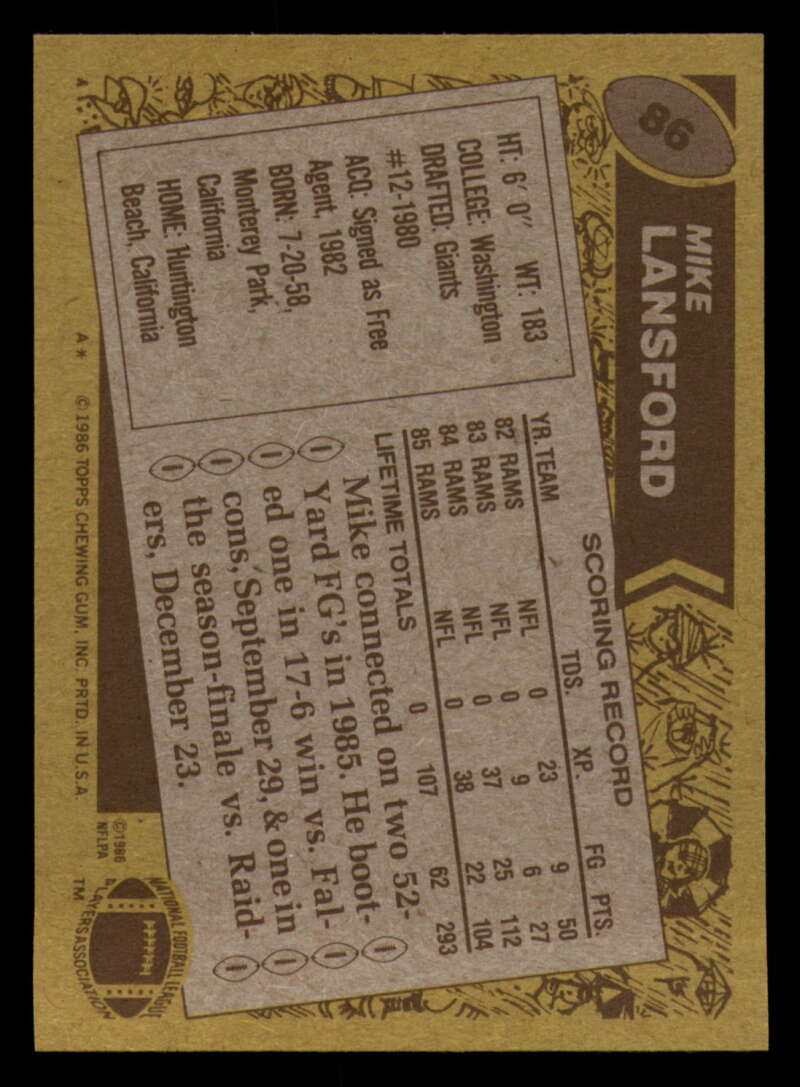 86
MIKE
LANSFORD
HT: 6' 0" WT: 183
COLLEGE: Washington
DRAFTED: Giants
#12-1980
ACQ: Signed as Free
Agent, 1982
BORN: 7-20-58,
Monterey Park,
California
HOME: Huntington
Beach, California
SCORING RECORD
YR. TEAM TDS. XP. FG PTS.
82 RAMS NFL 0 23 9 50
83 RAMS NFL 0 9 6 27
84 RAMS NFL 0 37 25 112
85 RAMS NFL 0 38 22 104
LIFETIME TOTALS 0 107 62 293
Mike connected on two 52-
Yard FG's in 1985. He boot-
ed one in 17-6 win vs. Fal-
cons, September 29, & one in
the season-finale vs. Raid-
ers, December 23.
A* ©1986 TOPPS CHEWING GUM, INC. PRTD. IN U.S.A.
©1986
NFLPA
NATIONAL FOOTBALL LEAGUE
PLAYERS ASSOCIATION
TM